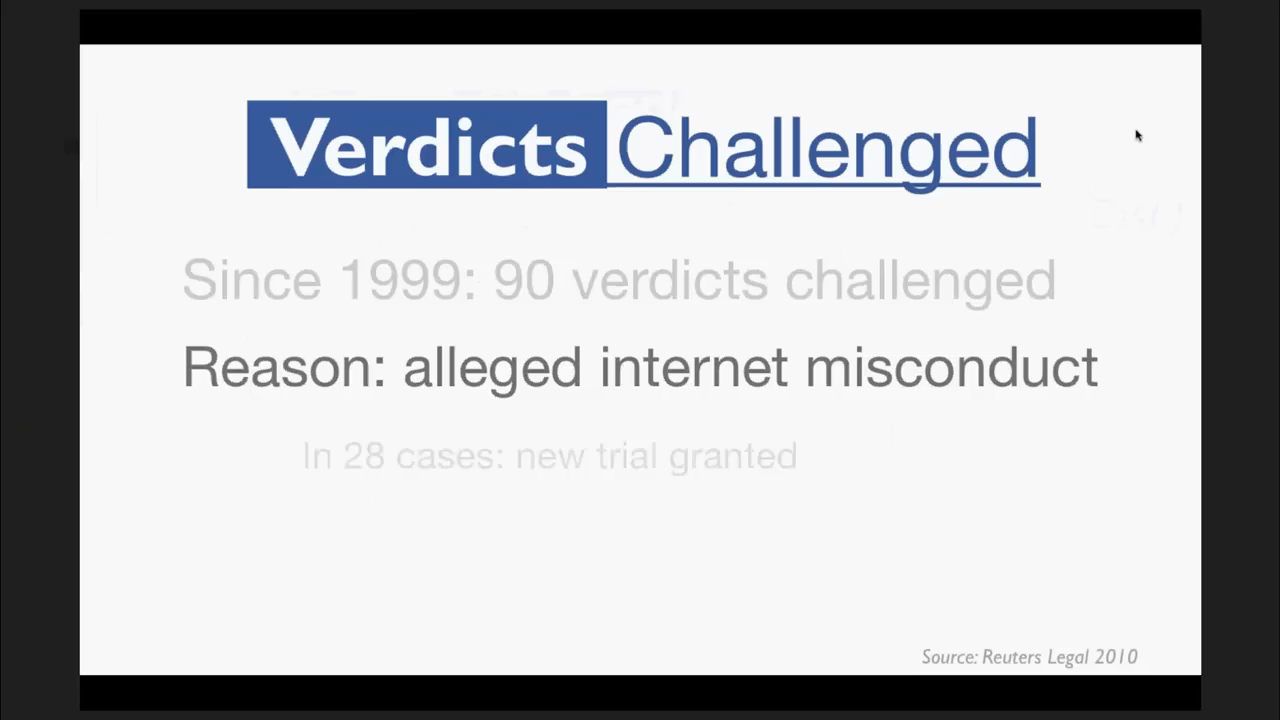 Verdicts Challenged
Since 1999: 90 verdicts challenged
Reason: alleged internet misconduct
In 28 cases: new trial granted
Source: Reuters Legal 2010